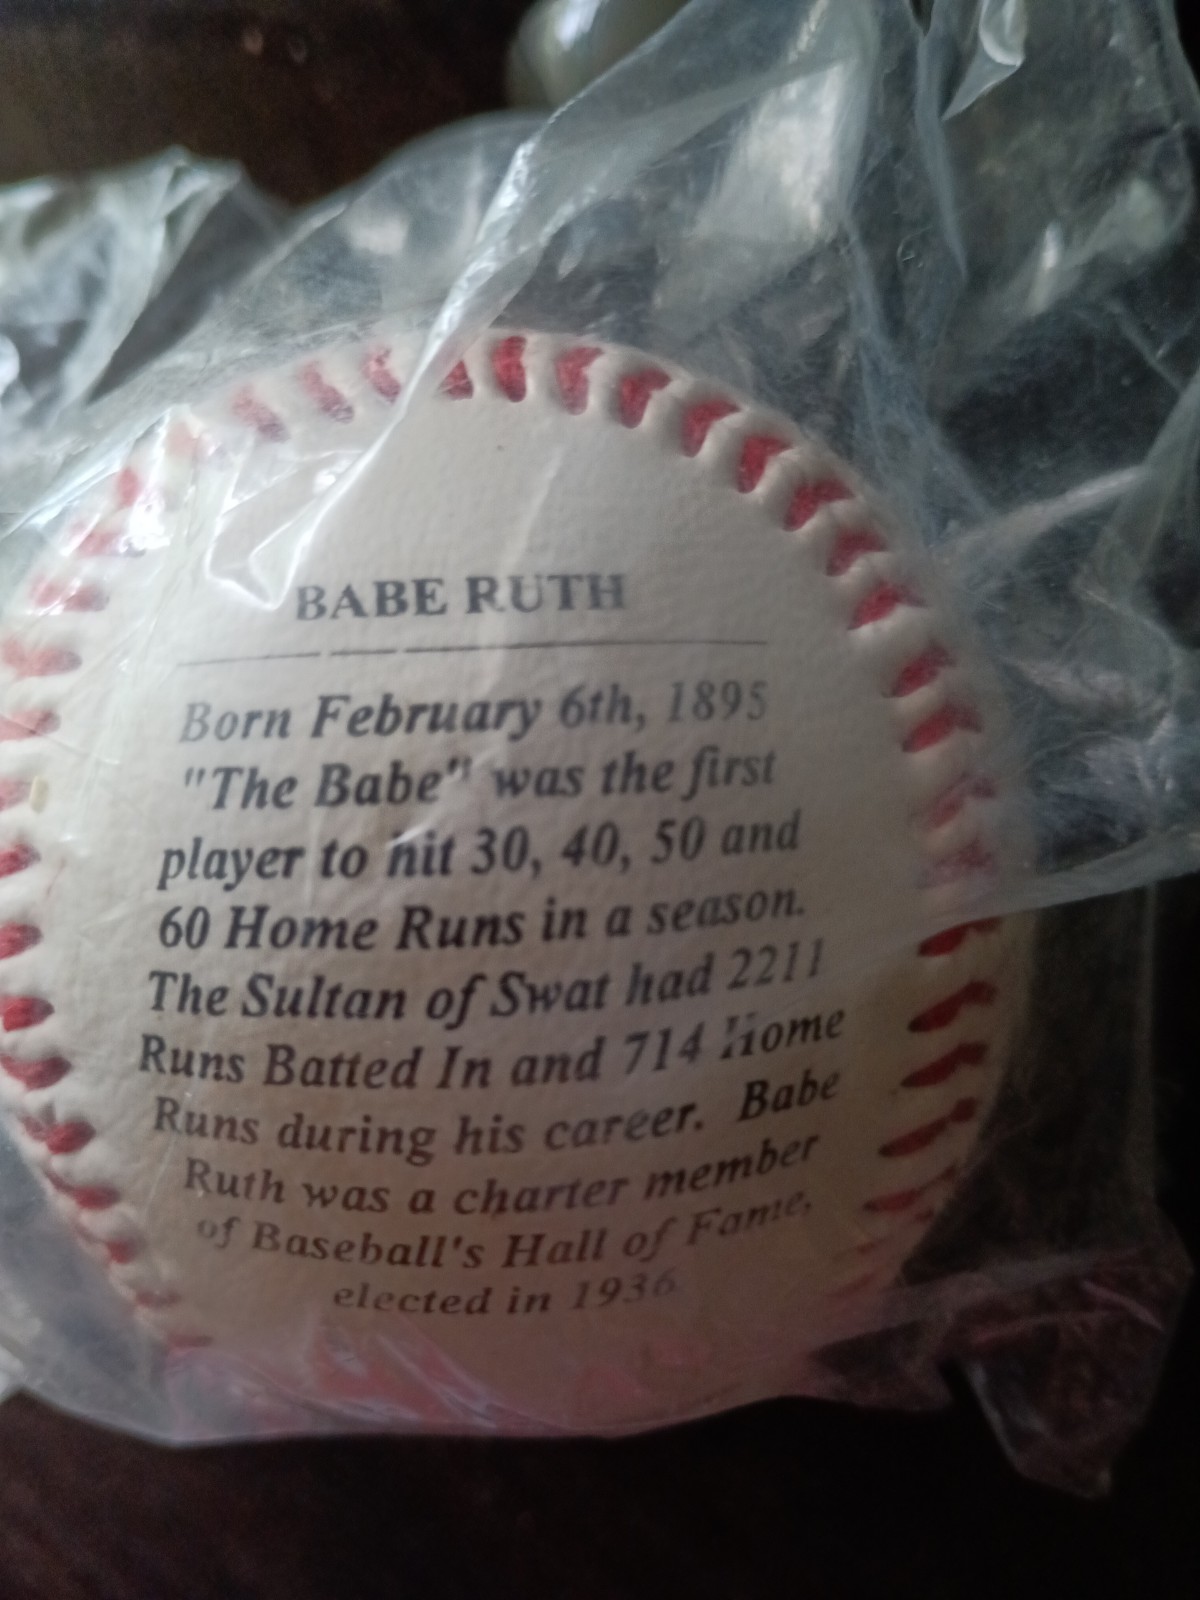 BABE RUTH
Born February 6th, 1895
"The Babe" was the first
player to hit 30, 40, 50 and
60 Home Runs in a season.
The Sultan of Swat had 2211
Runs Batted In and 714 Home
Runs during his career. Babe
Ruth was a charter member
of Baseball's Hall of Fame,
elected in 1936